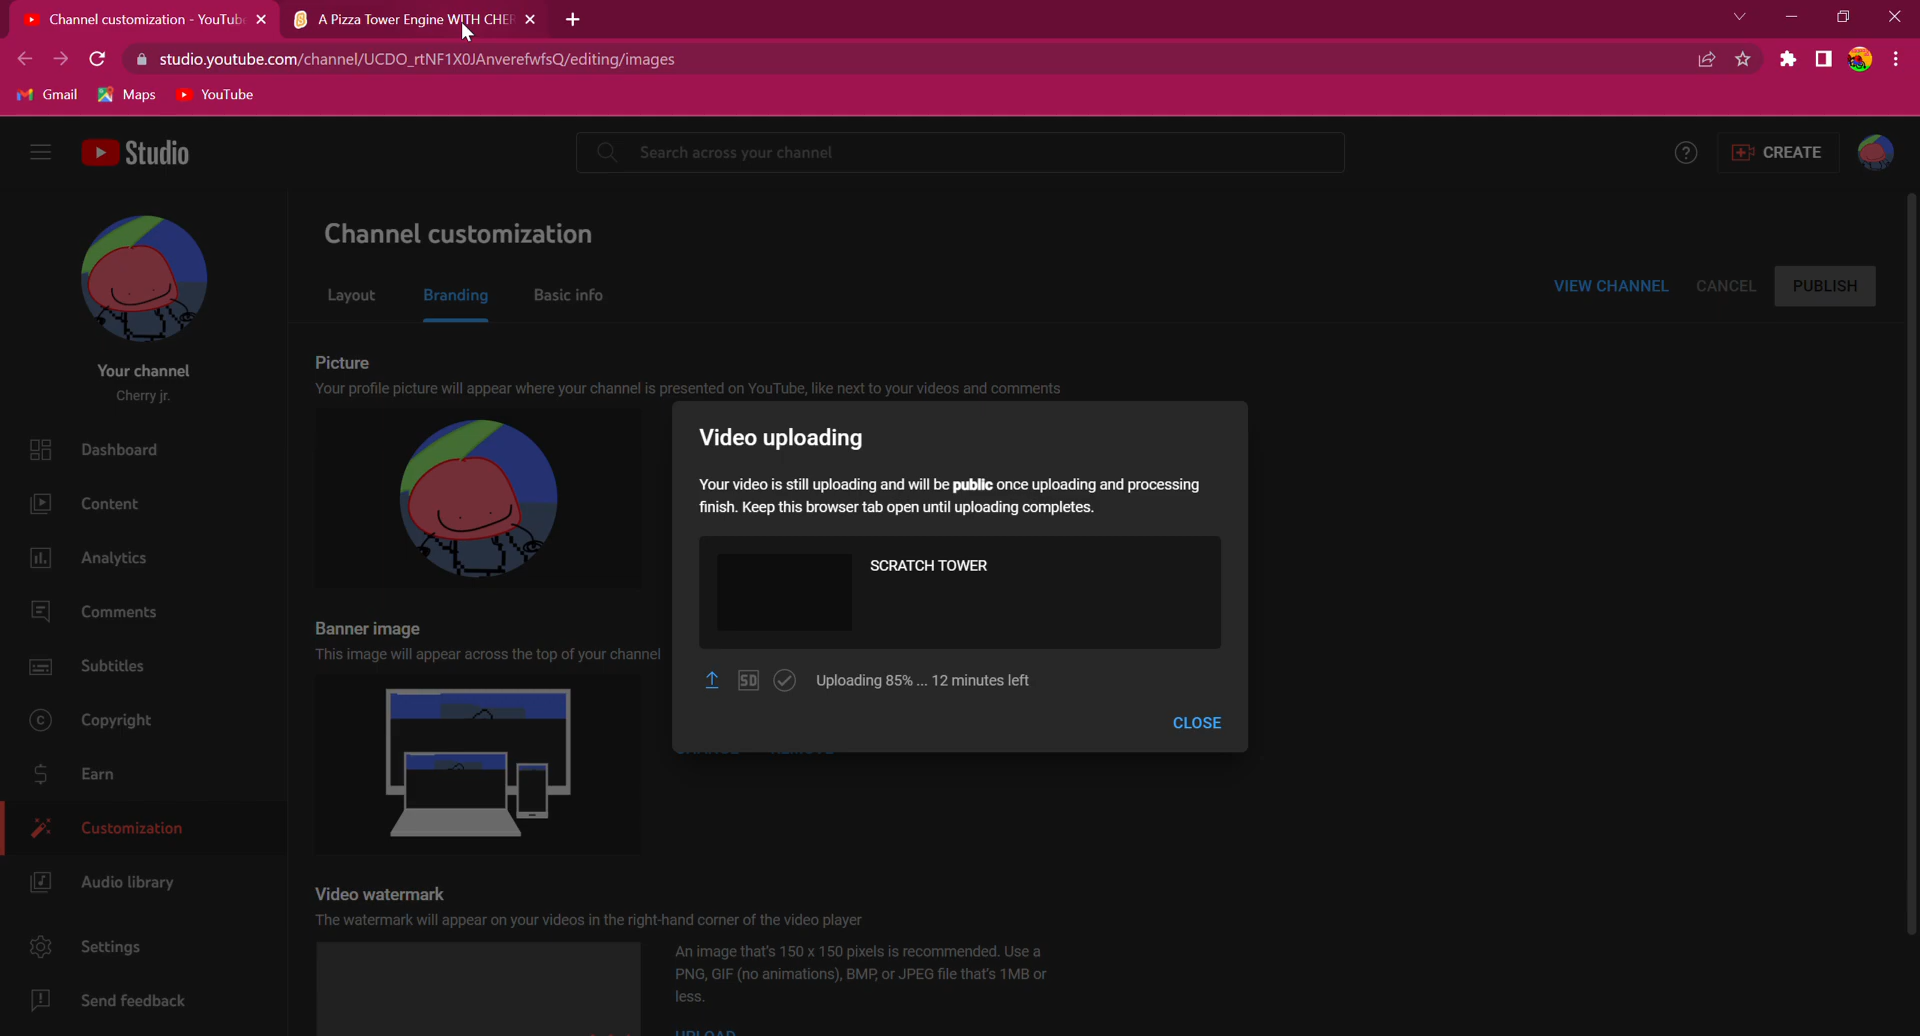 Channel customization - YouTub
A Pizza Tower Engine WITH CHER
studio.youtube.com/channel/UCDO_rtNF1X0JAnverefwfsQ/editing/images
Gmail
Maps
YouTube
Studio
Search across your channel
CREATE
Channel customization
Layout
Branding
Basic info
VIEW CHANNEL
CANCEL
PUBLISH
Your channel
Cherry jr.
Dashboard
Content
Analytics
Comments
Subtitles
Copyright
Earn
Customization
Audio library
Settings
Send feedback
Picture
Your profile picture will appear where your channel is presented on YouTube, like next to your videos and comments
Video uploading
Your video is still uploading and will be public once uploading and processing
finish. Keep this browser tab open until uploading completes.
SCRATCH TOWER
SD
Uploading 85% ... 12 minutes left
CLOSE
Banner image
This image will appear across the top of your channel
Video watermark
The watermark will appear on your videos in the right-hand corner of the video player
An image that's 150 x 150 pixels is recommended. Use a
PNG, GIF (no animations), BMP, or JPEG file that's 1MB or
less.
UPLOAD